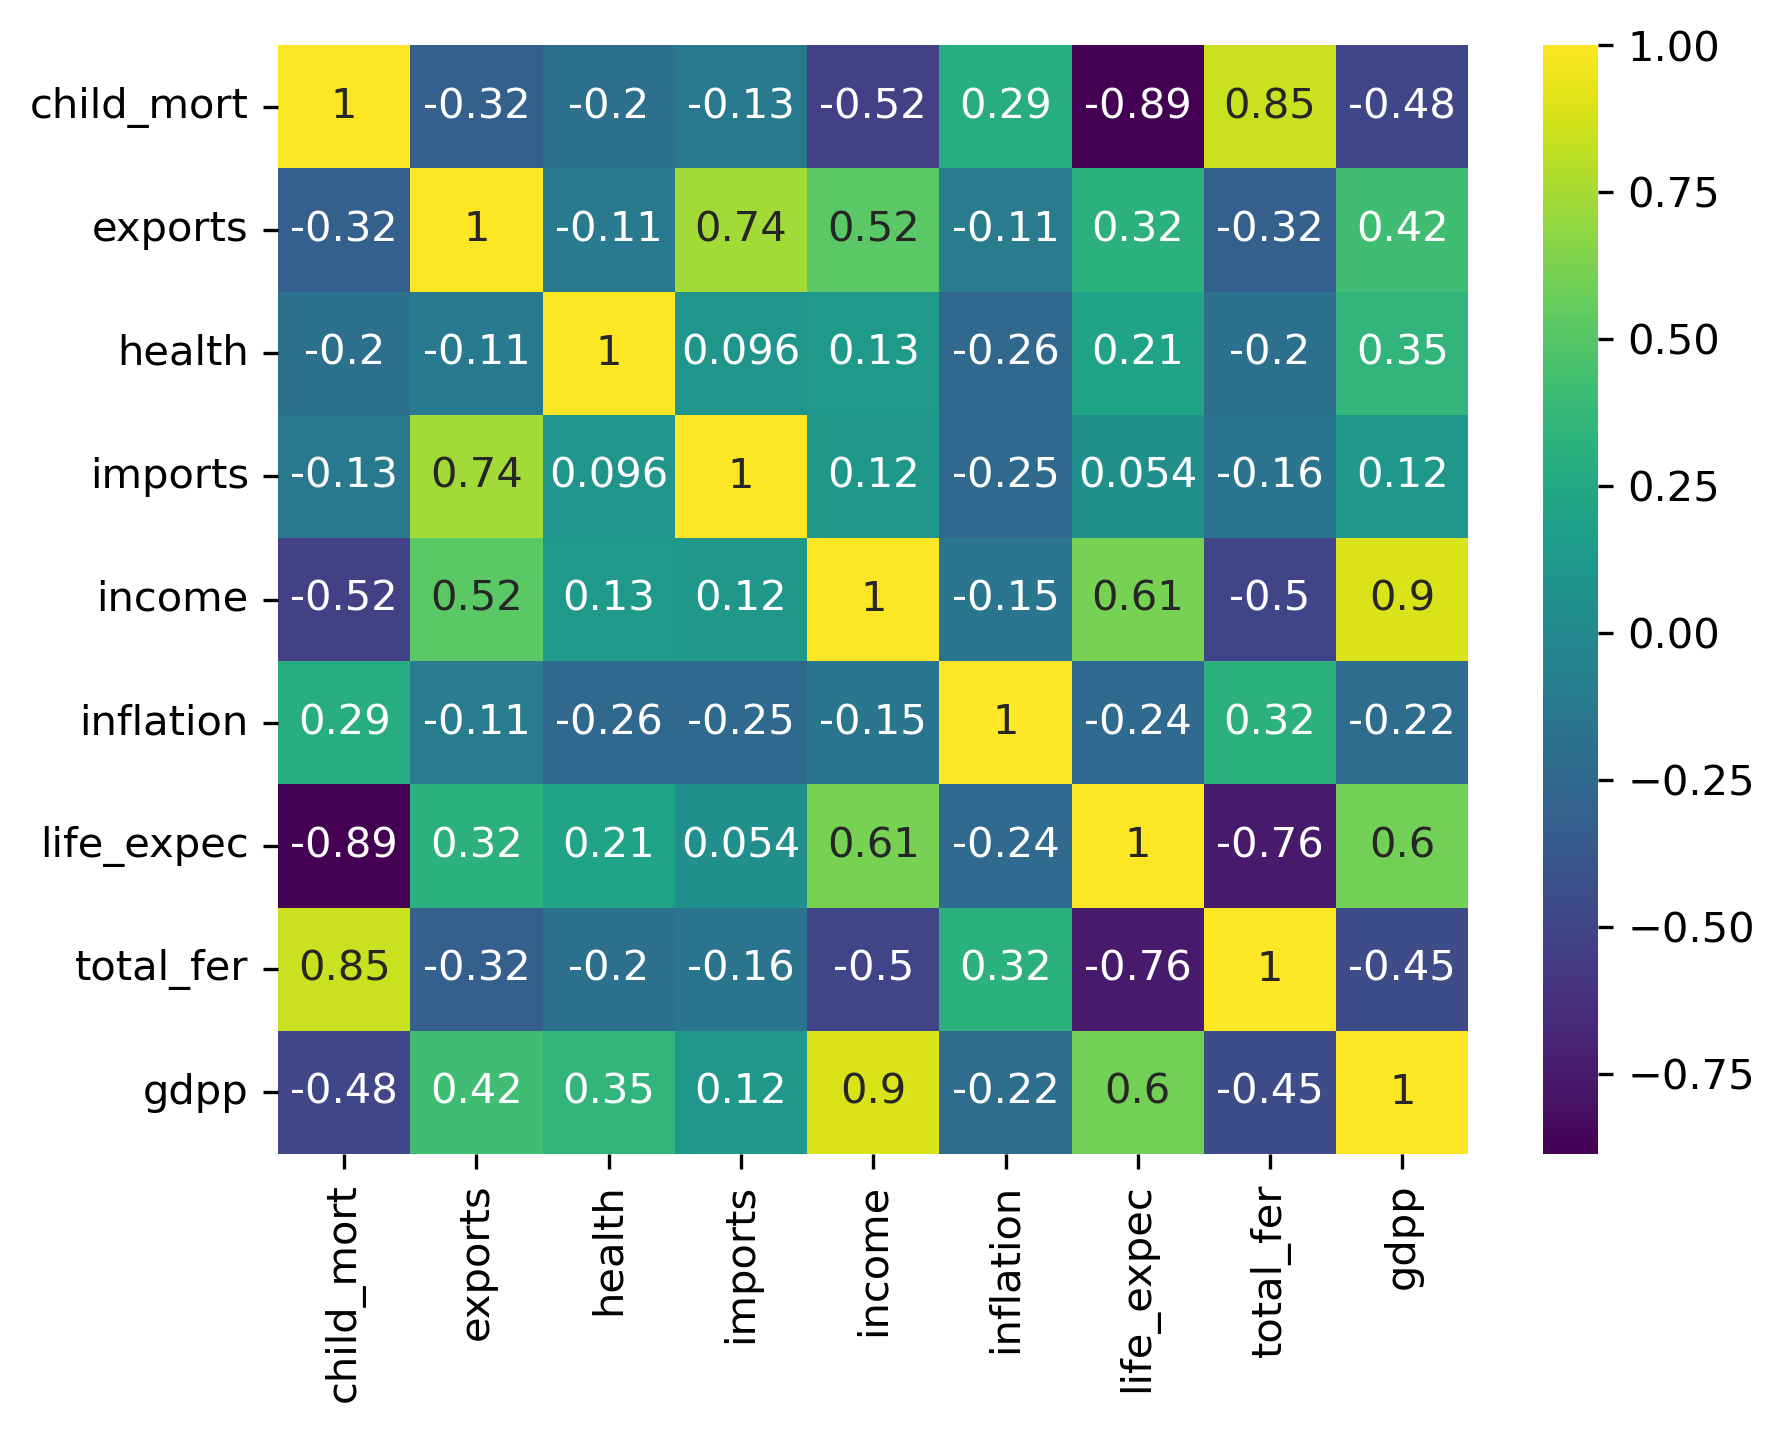 child_mort 1 -0.32 -0.2 -0.13 -0.52 0.29 -0.89 0.85 -0.48
exports -0.32 1 -0.11 0.74 0.52 -0.11 0.32 -0.32 0.42
health -0.2 -0.11 1 0.096 0.13 -0.26 0.21 -0.2 0.35
imports -0.13 0.74 0.096 1 0.12 -0.25 0.054 -0.16 0.12
income -0.52 0.52 0.13 0.12 1 -0.15 0.61 -0.5 0.9
inflation 0.29 -0.11 -0.26 -0.25 -0.15 1 -0.24 0.32 -0.22
life_expec -0.89 0.32 0.21 0.054 0.61 -0.24 1 -0.76 0.6
total_fer 0.85 -0.32 -0.2 -0.16 -0.5 0.32 -0.76 1 -0.45
gdpp -0.48 0.42 0.35 0.12 0.9 -0.22 0.6 -0.45 1
child_mort exports health imports income inflation life_expec total_fer gdpp
1.00
0.75
0.50
0.25
0.00
−0.25
−0.50
−0.75